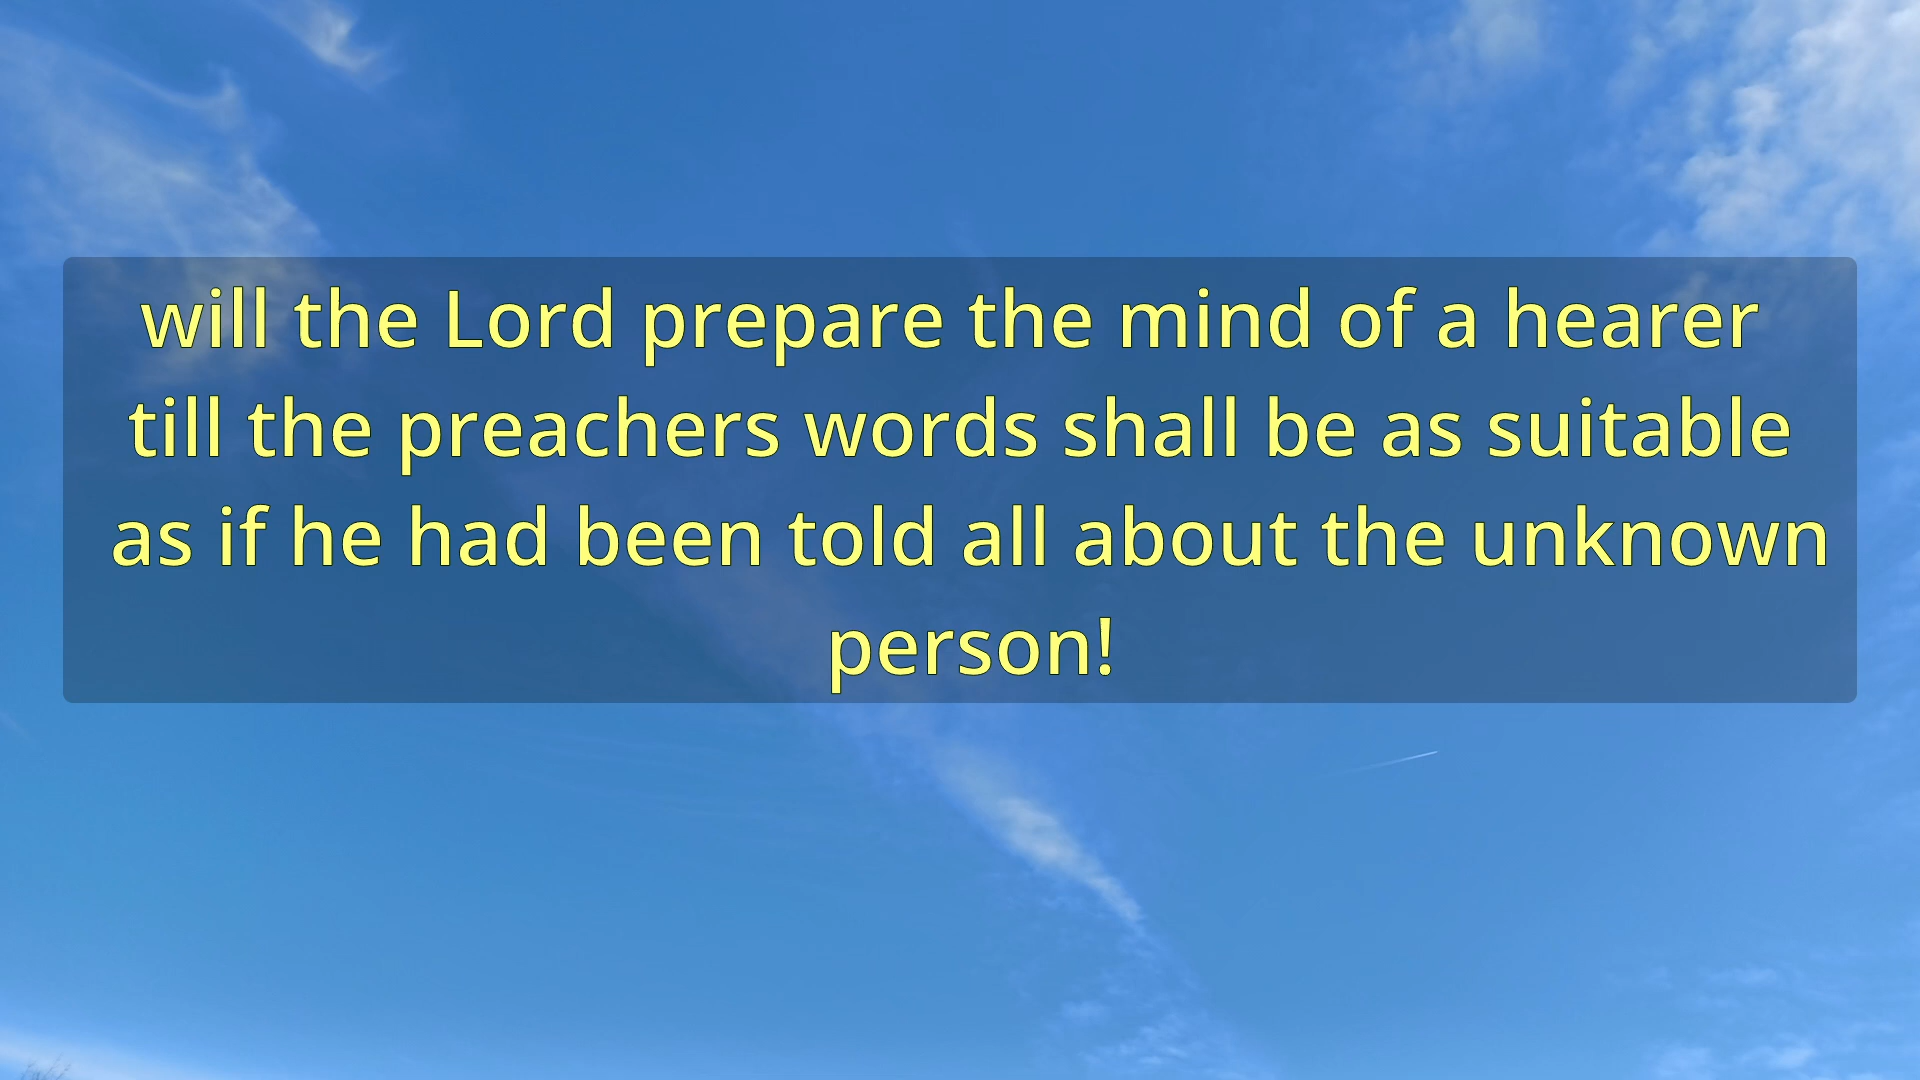 will the Lord prepare the mind of a hearer
till the preachers words shall be as suitable
as if he had been told all about the unknown
person!